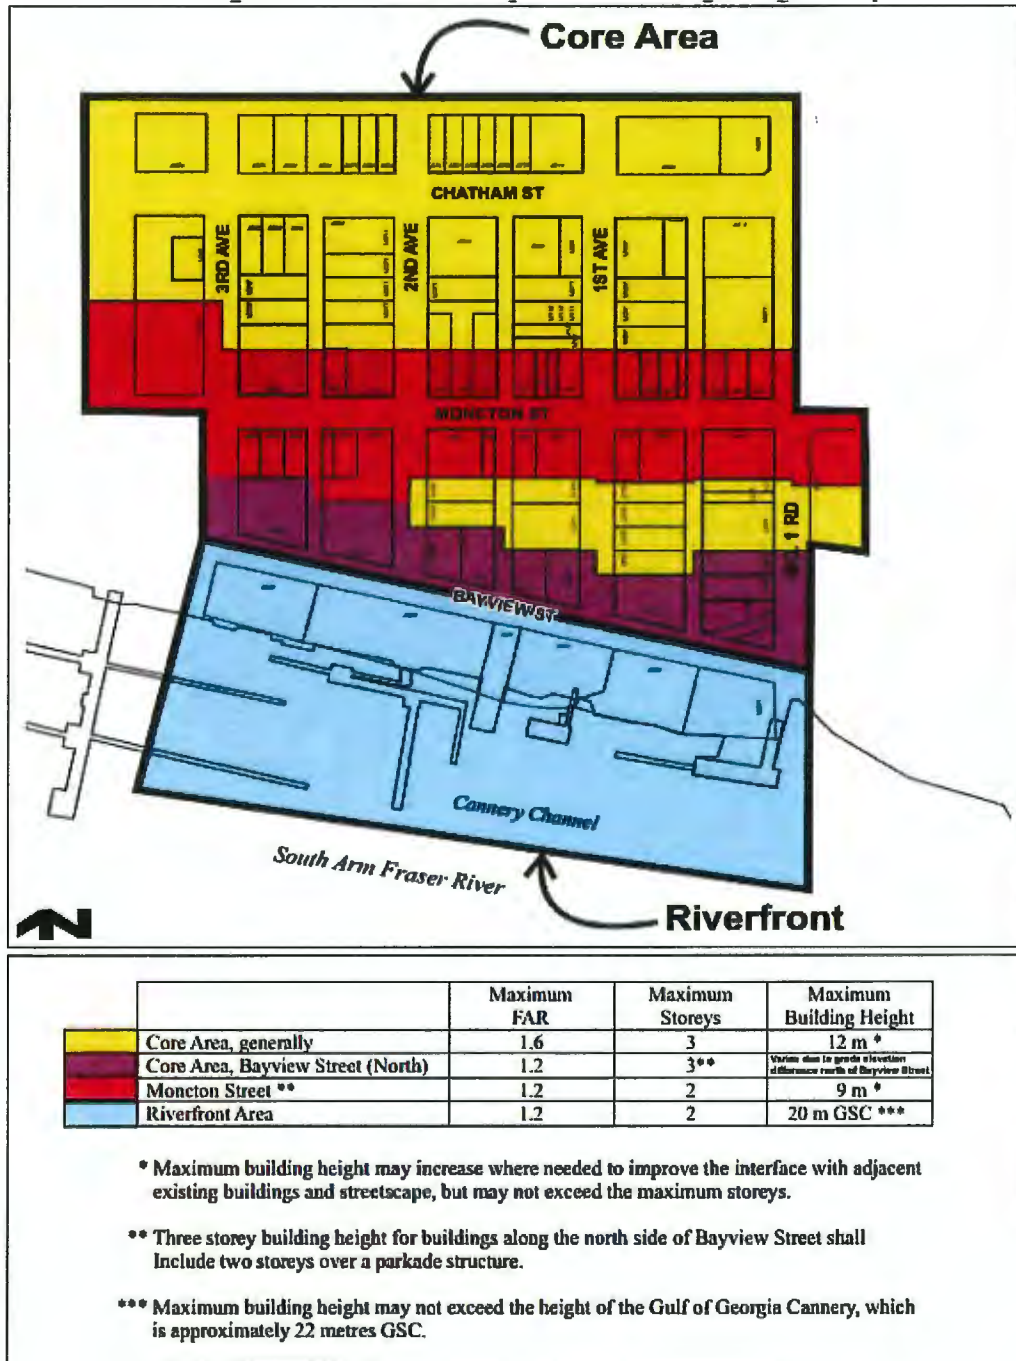 Core Area
CHATHAM ST
3RD AVE
2ND AVE
1ST AVE
MONCTON ST
1 RD
BAYVIEW ST
Cannery Channel
South Arm Fraser River
Riverfront
Maximum FAR Maximum Storeys Maximum Building Height
Core Area, generally 1.6 3 12 m *
Core Area, Bayview Street (North) 1.2 3** Varies due to grade elevation difference north of Bayview Street
Moncton Street ** 1.2 2 9 m *
Riverfront Area 1.2 2 20 m GSC ***
* Maximum building height may increase where needed to improve the interface with adjacent
existing buildings and streetscape, but may not exceed the maximum storeys.
** Three storey building height for buildings along the north side of Bayview Street shall
Include two storeys over a parkade structure.
*** Maximum building height may not exceed the height of the Gulf of Georgia Cannery, which
is approximately 22 metres GSC.